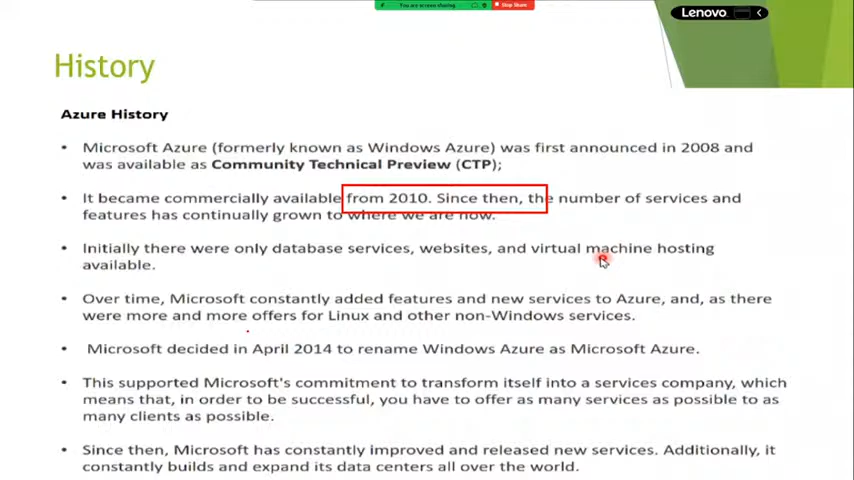 You are screen sharing Stop Share
Lenovo
History
Azure History
• Microsoft Azure (formerly known as Windows Azure) was first announced in 2008 and
was available as Community Technical Preview (CTP);
• It became commercially available from 2010. Since then, the number of services and
features has continually grown to where we are now.
• Initially there were only database services, websites, and virtual machine hosting
available.
• Over time, Microsoft constantly added features and new services to Azure, and, as there
were more and more offers for Linux and other non-Windows services.
• Microsoft decided in April 2014 to rename Windows Azure as Microsoft Azure.
• This supported Microsoft's commitment to transform itself into a services company, which
means that, in order to be successful, you have to offer as many services as possible to as
many clients as possible.
• Since then, Microsoft has constantly improved and released new services. Additionally, it
constantly builds and expand its data centers all over the world.